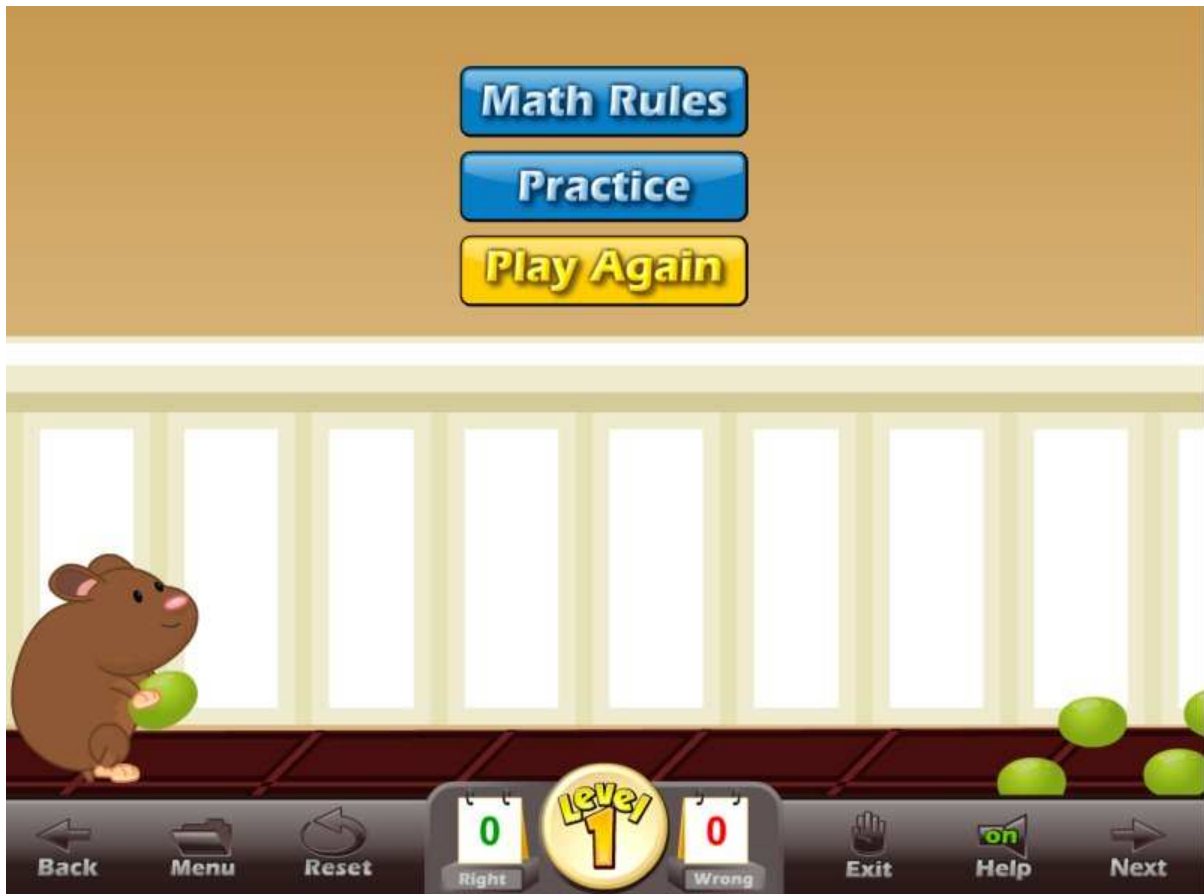 Math Rules
Practice
Play Again
Level
1
0
Right
0
Wrong
Back
Menu
Reset
Exit
on
Help
Next